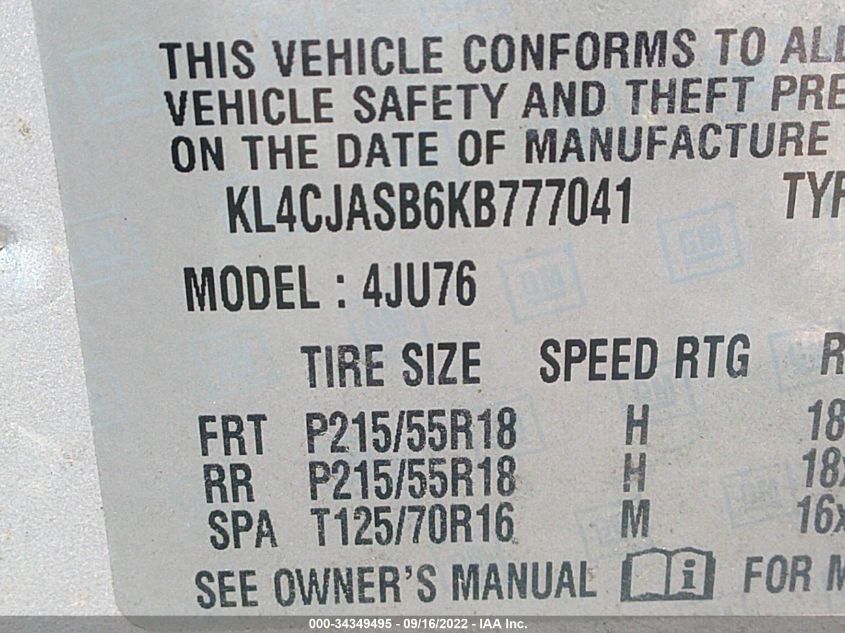 THIS VEHICLE CONFORMS TO ALL
VEHICLE SAFETY AND THEFT PRE
ON THE DATE OF MANUFACTURE
KL4CJASB6KB777041 TYP
MODEL : 4JU76
TIRE SIZE SPEED RTG R
FRT P215/55R18 H 18
RR P215/55R18 H 18x
SPA T125/70R16 M 16x
SEE OWNER'S MANUAL i FOR M
000-34349495 - 09/16/2022 - IAA Inc.